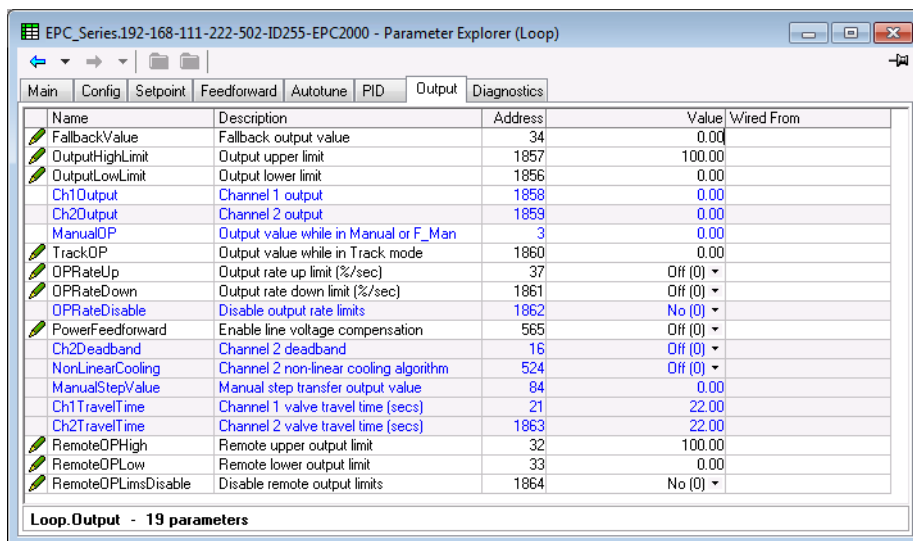 EPC_Series.192-168-111-222-502-ID255-EPC2000 - Parameter Explorer (Loop)
Main Config Setpoint Feedforward Autotune PID Output Diagnostics
Name Description Address Value Wired From
FallbackValue Fallback output value 34 0.00
OutputHighLimit Output upper limit 1857 100.00
OutputLowLimit Output lower limit 1856 0.00
Ch1Output Channel 1 output 1858 0.00
Ch2Output Channel 2 output 1859 0.00
ManualOP Output value while in Manual or F_Man 3 0.00
TrackOP Output value while in Track mode 1860 0.00
OPRateUp Output rate up limit (%/sec) 37 Off (0)
OPRateDown Output rate down limit (%/sec) 1861 Off (0)
OPRateDisable Disable output rate limits 1862 No (0)
PowerFeedforward Enable line voltage compensation 565 Off (0)
Ch2Deadband Channel 2 deadband 16 Off (0)
NonLinearCooling Channel 2 non-linear cooling algorithm 524 Off (0)
ManualStepValue Manual step transfer output value 84 0.00
Ch1TravelTime Channel 1 valve travel time (secs) 21 22.00
Ch2TravelTime Channel 2 valve travel time (secs) 1863 22.00
RemoteOPHigh Remote upper output limit 32 100.00
RemoteOPLow Remote lower output limit 33 0.00
RemoteOPLimsDisable Disable remote output limits 1864 No (0)
Loop.Output - 19 parameters